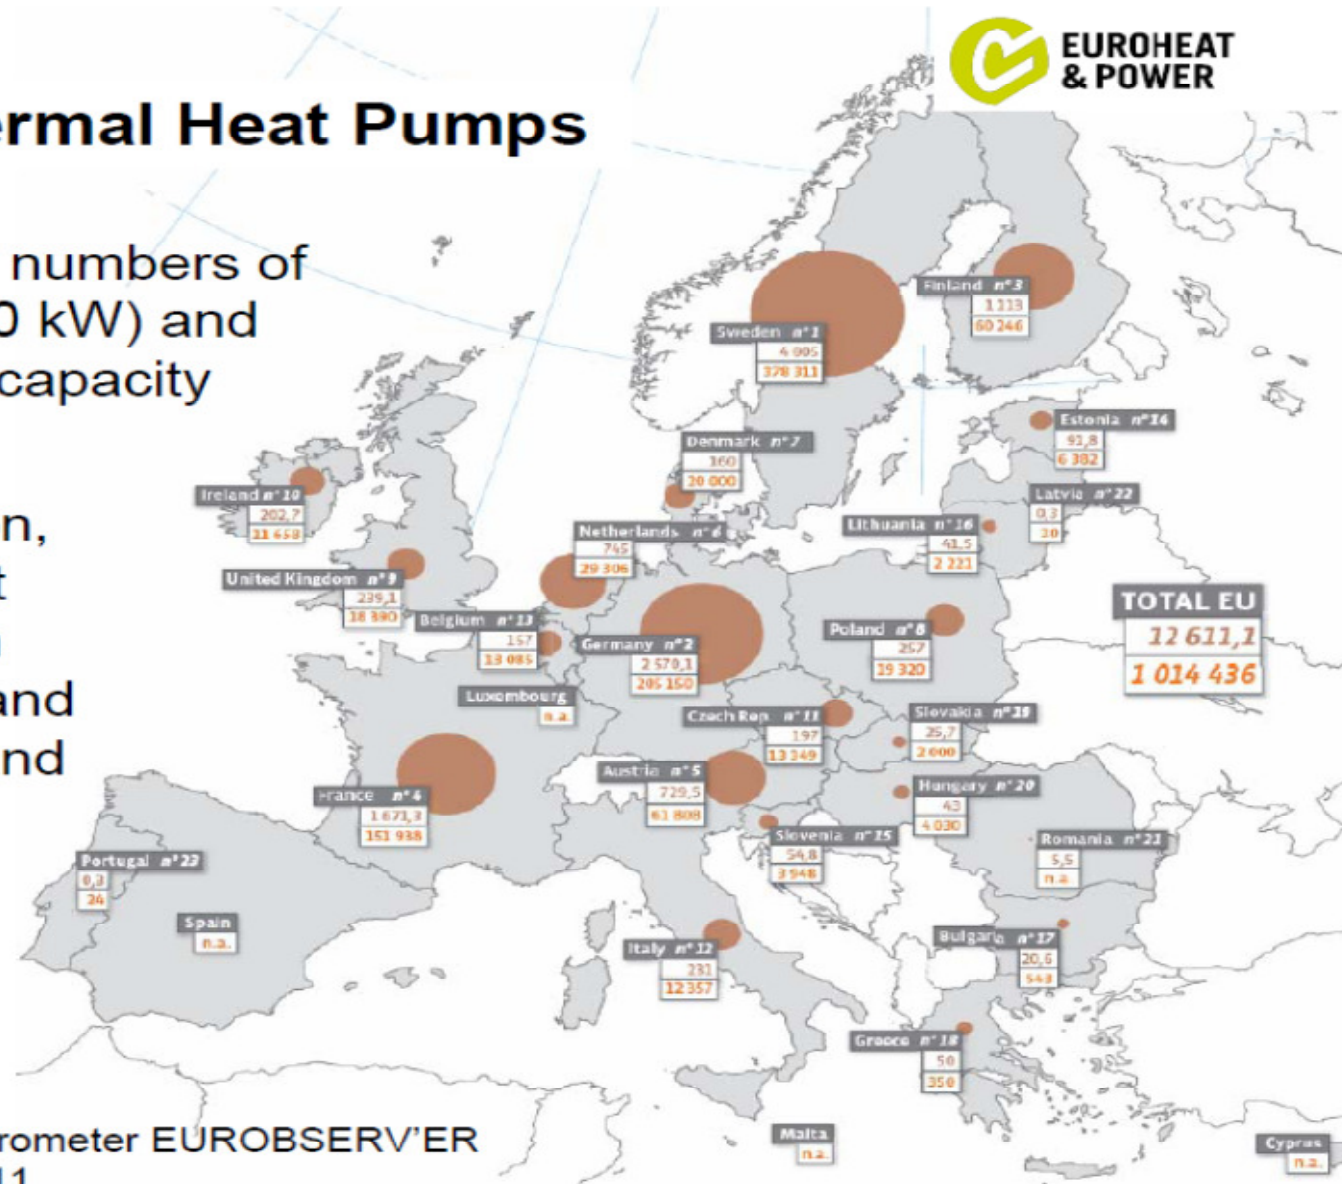 EUROHEAT
& POWER
ermal Heat Pumps
numbers of
0 kW) and
capacity
n,
t
and
nd
Sweden n°1
4 005
378 311
Finland n°3
1 113
60 246
Estonia n°14
91,8
6 382
Denmark n°7
160
20 000
Latvia n°22
0,3
10
Ireland n°10
202,7
11 658
Lithuania n°16
41,5
2 221
Netherlands n°6
745
29 306
United Kingdom n°9
239,1
18 390
Belgium n°13
157
13 085
Germany n°2
2 570,1
205 150
Poland n°8
257
19 320
TOTAL EU
12 611,1
1 014 436
Luxembourg
n.a.
Czech Rep n°11
197
13 349
Slovakia
25,7
2 000
Austria n°5
729,5
61 808
Hungary n°20
43
4 030
France n°4
1 671,3
151 938
Slovenia n°15
54,8
3 948
Romania n°21
5,5
n.a.
Portugal n°23
0,3
24
Spain
n.a.
Italy n°12
231
12 357
Bulgaria n°17
20,6
543
Greece n°18
50
350
Malta
n.a.
Cyprus
n.a.
rometer EUROBSERV'ER
11